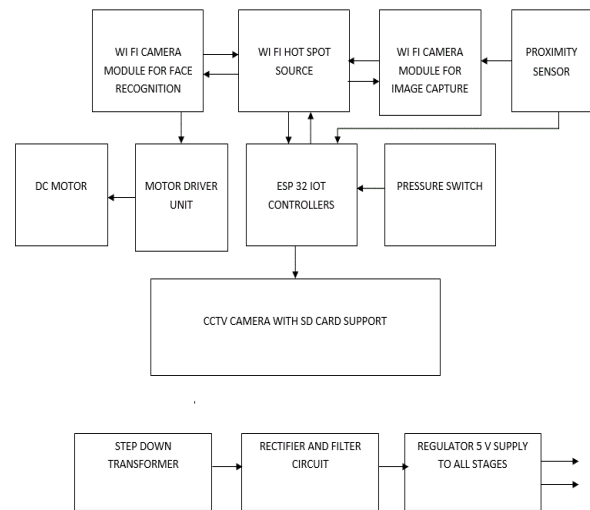 WI FI CAMERA
MODULE FOR FACE
RECOGNITION
WI FI HOT SPOT
SOURCE
WI FI CAMERA
MODULE FOR
IMAGE CAPTURE
PROXIMITY
SENSOR
DC MOTOR
MOTOR DRIVER
UNIT
ESP 32 IOT
CONTROLLERS
PRESSURE SWITCH
CCTV CAMERA WITH SD CARD SUPPORT
STEP DOWN
TRANSFORMER
RECTIFIER AND FILTER
CIRCUIT
REGULATOR 5 V SUPPLY
TO ALL STAGES